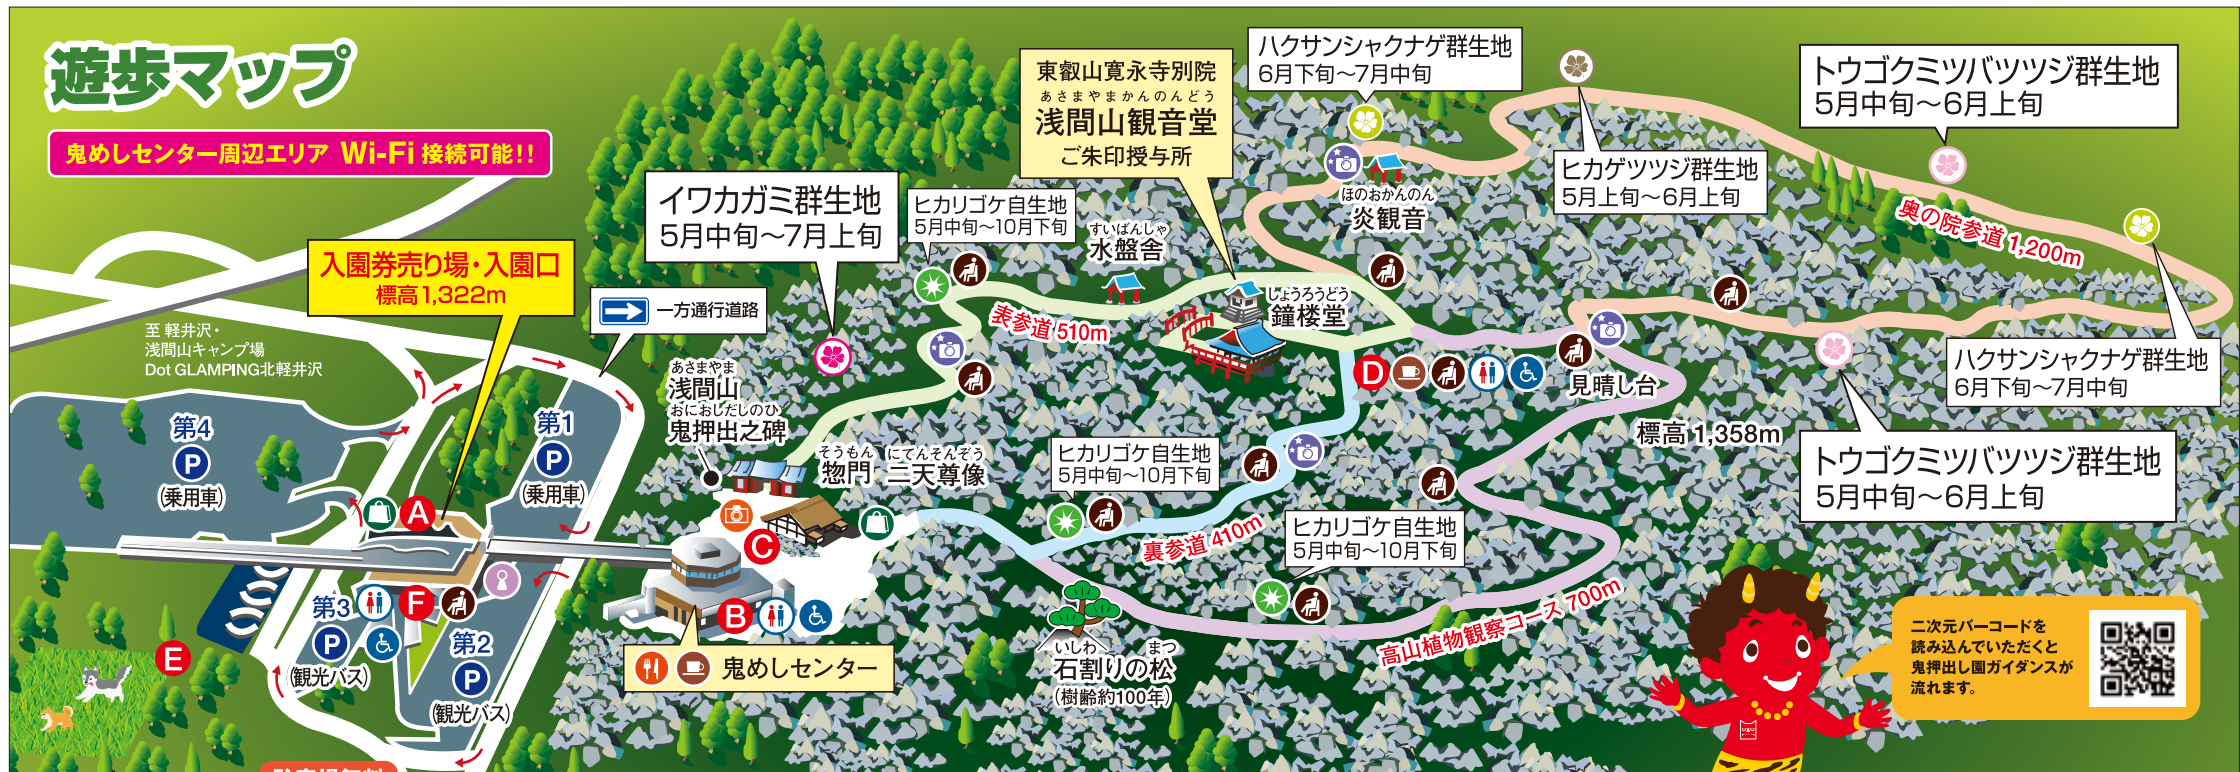 遊歩マップ
鬼めしセンター周辺エリア Wi-Fi 接続可能!!
入園券売り場・入園口
標高1,322m
一方通行道路
至 軽井沢・
浅間山キャンプ場
Dot GLAMPING北軽井沢
第4
P
(乗用車)
第1
P
(乗用車)
A
第3
P
(観光バス)
F
第2
P
(観光バス)
E
イワカガミ群生地
5月中旬〜7月上旬
ヒカリゴケ自生地
5月中旬〜10月下旬
すいばんしゃ
水盤舎
東叡山寛永寺別院
あさまやまかんのんどう
浅間山観音堂
ご朱印授与所
ハクサンシャクナゲ群生地
6月下旬〜7月中旬
ほのおかんのん
炎観音
ヒカゲツツジ群生地
5月上旬〜6月上旬
トウゴクミツバツツジ群生地
5月中旬〜6月上旬
奥の院参道 1,200m
表参道 510m
しょうろうどう
鐘楼堂
D
見晴し台
標高 1,358m
ハクサンシャクナゲ群生地
6月下旬〜7月中旬
トウゴクミツバツツジ群生地
5月中旬〜6月上旬
あさまやま
浅間山
おにおしだしのひ
鬼押出之碑
そうもん
惣門
にてんそんぞう
二天尊像
C
B
鬼めしセンター
ヒカリゴケ自生地
5月中旬〜10月下旬
裏参道 410m
ヒカリゴケ自生地
5月中旬〜10月下旬
高山植物観察コース 700m
いしわ まつ
石割りの松
(樹齢約100年)
二次元バーコードを
読み込んでいただくと
鬼押出し園ガイダンスが
流れます。